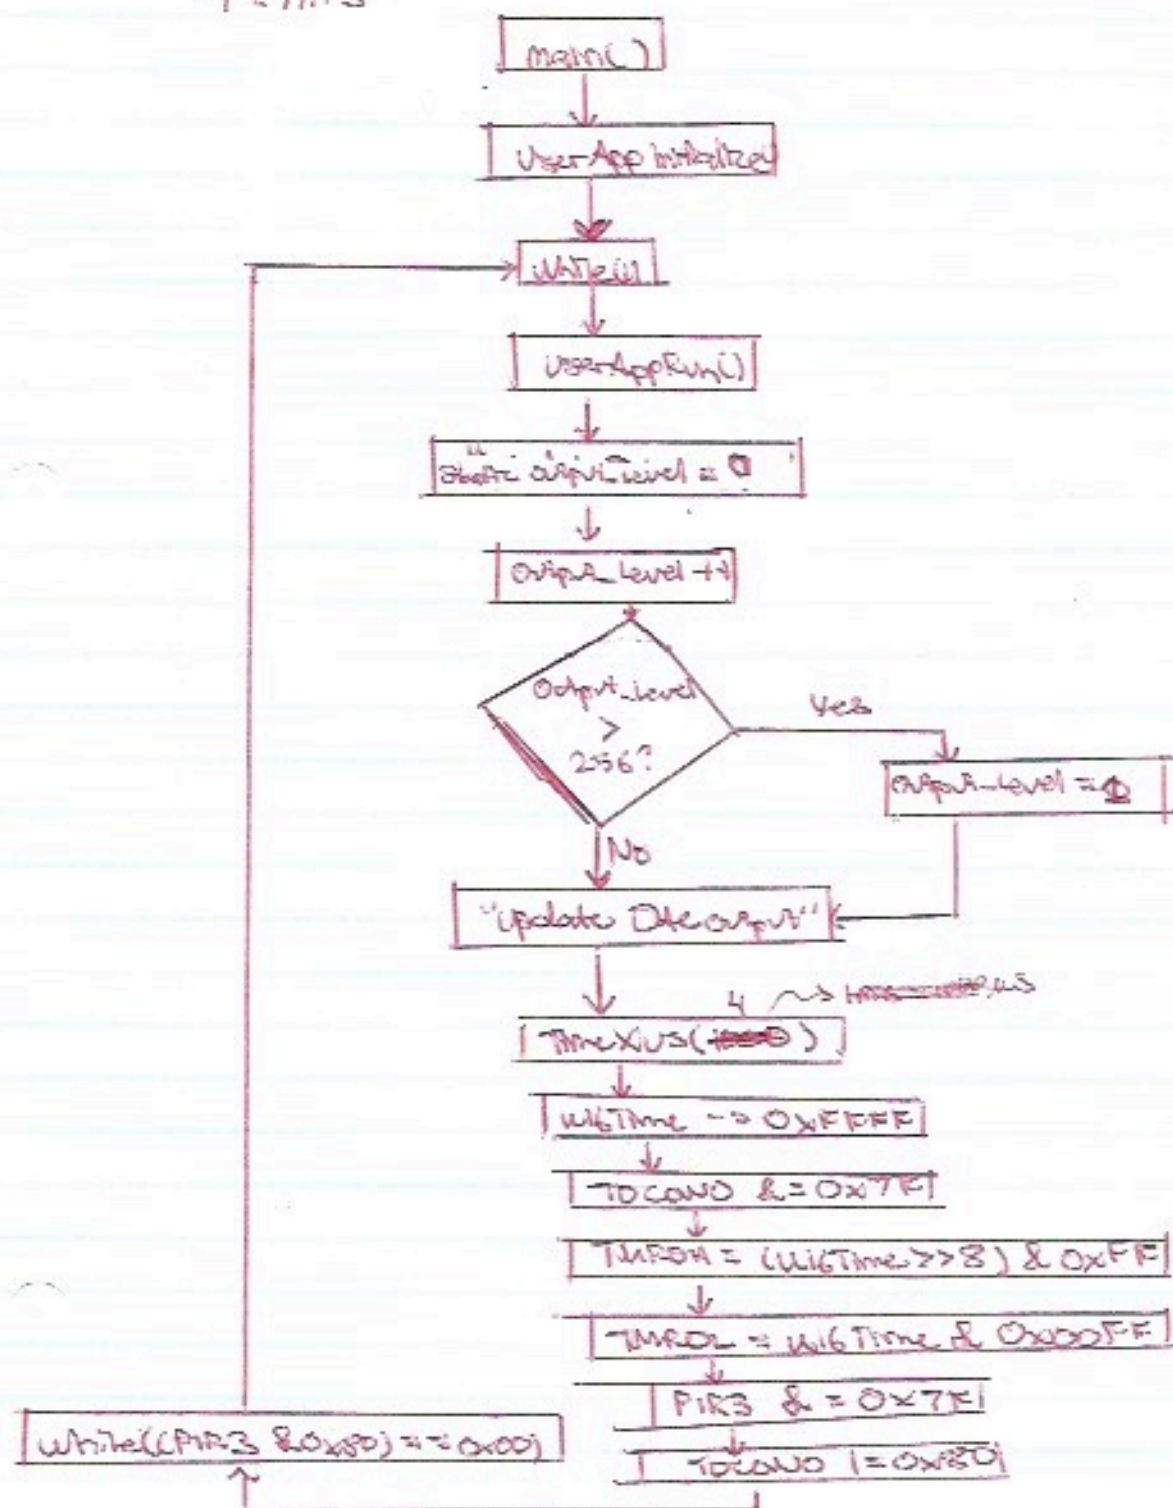 main()
UserAppInitialize()
while(1)
UserAppRun()
static output_level = 0
Output_Level ++
Output_level
>
256?
Yes
Output_Level = 0
No
"Update DAC output"
4
TimeXus( )
u16Time -> 0xFFFF
T0CON0 &= 0x7F
TMR0H = (u16Time >> 8) & 0xFF
TMR0L = u16Time & 0x00FF
PIR3 &= 0x7F
while((PIR3 & 0x80) == 0x00)
T0CON0 |= 0x80